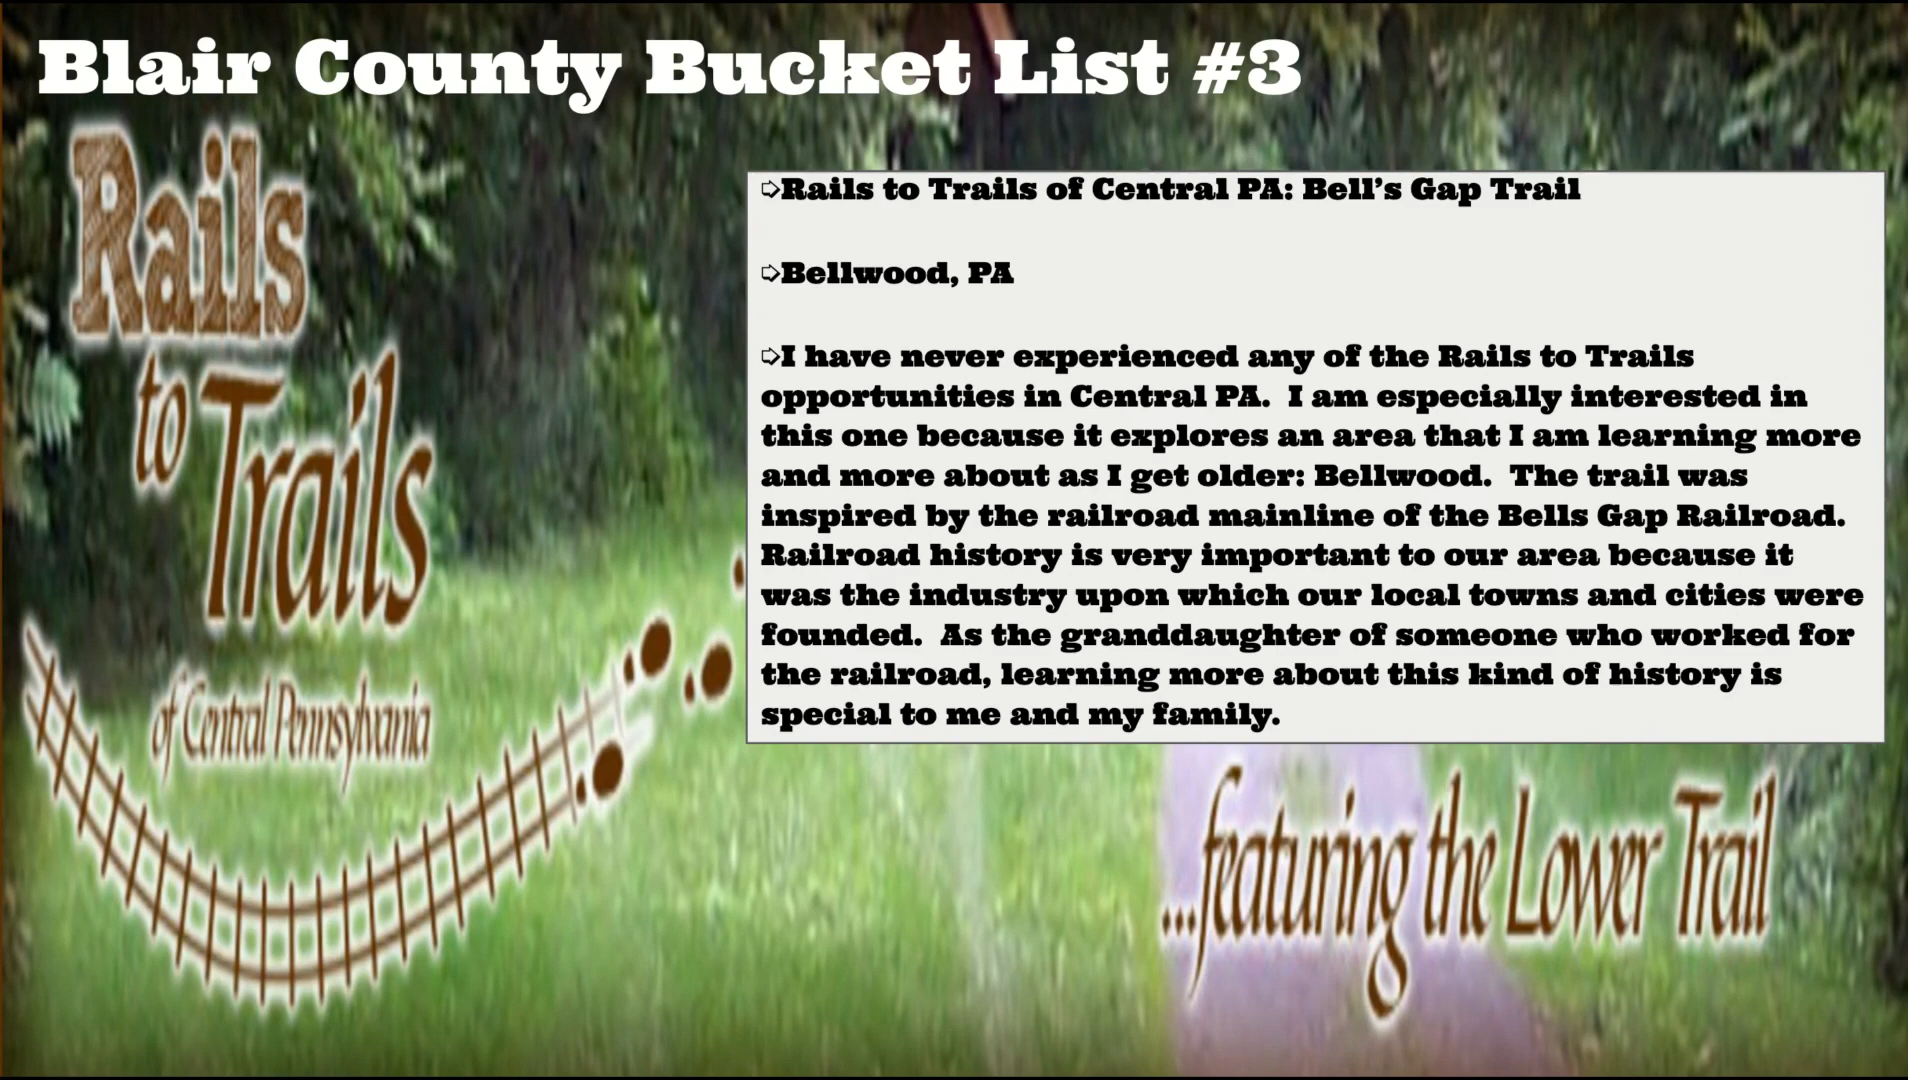 Blair County Bucket List #3
Rails
to Trails
of Central Pennsylvania
➩Rails to Trails of Central PA: Bell’s Gap Trail
➩Bellwood, PA
➩I have never experienced any of the Rails to Trails
opportunities in Central PA.  I am especially interested in
this one because it explores an area that I am learning more
and more about as I get older: Bellwood.  The trail was
inspired by the railroad mainline of the Bells Gap Railroad.
Railroad history is very important to our area because it
was the industry upon which our local towns and cities were
founded.  As the granddaughter of someone who worked for
the railroad, learning more about this kind of history is
special to me and my family.
...featuring the Lower Trail